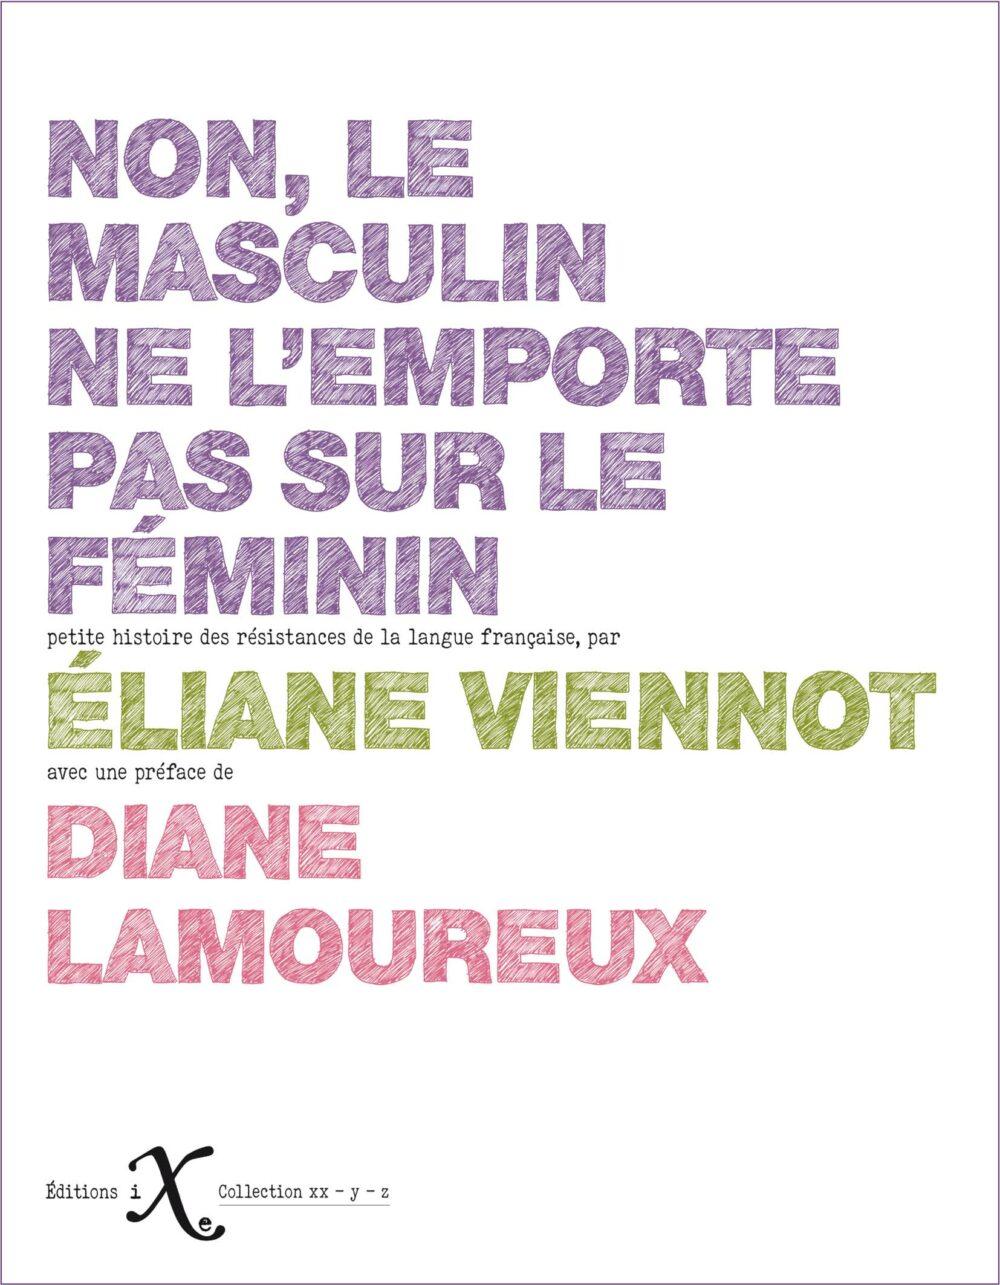 NON, LE
MASCULIN
NE L'EMPORTE
PAS SUR LE
FÉMININ
petite histoire des résistances de la langue française, par
ÉLIANE VIENNOT
avec une préface de
DIANE
LAMOUREUX
Éditions iXe Collection xx – y – z